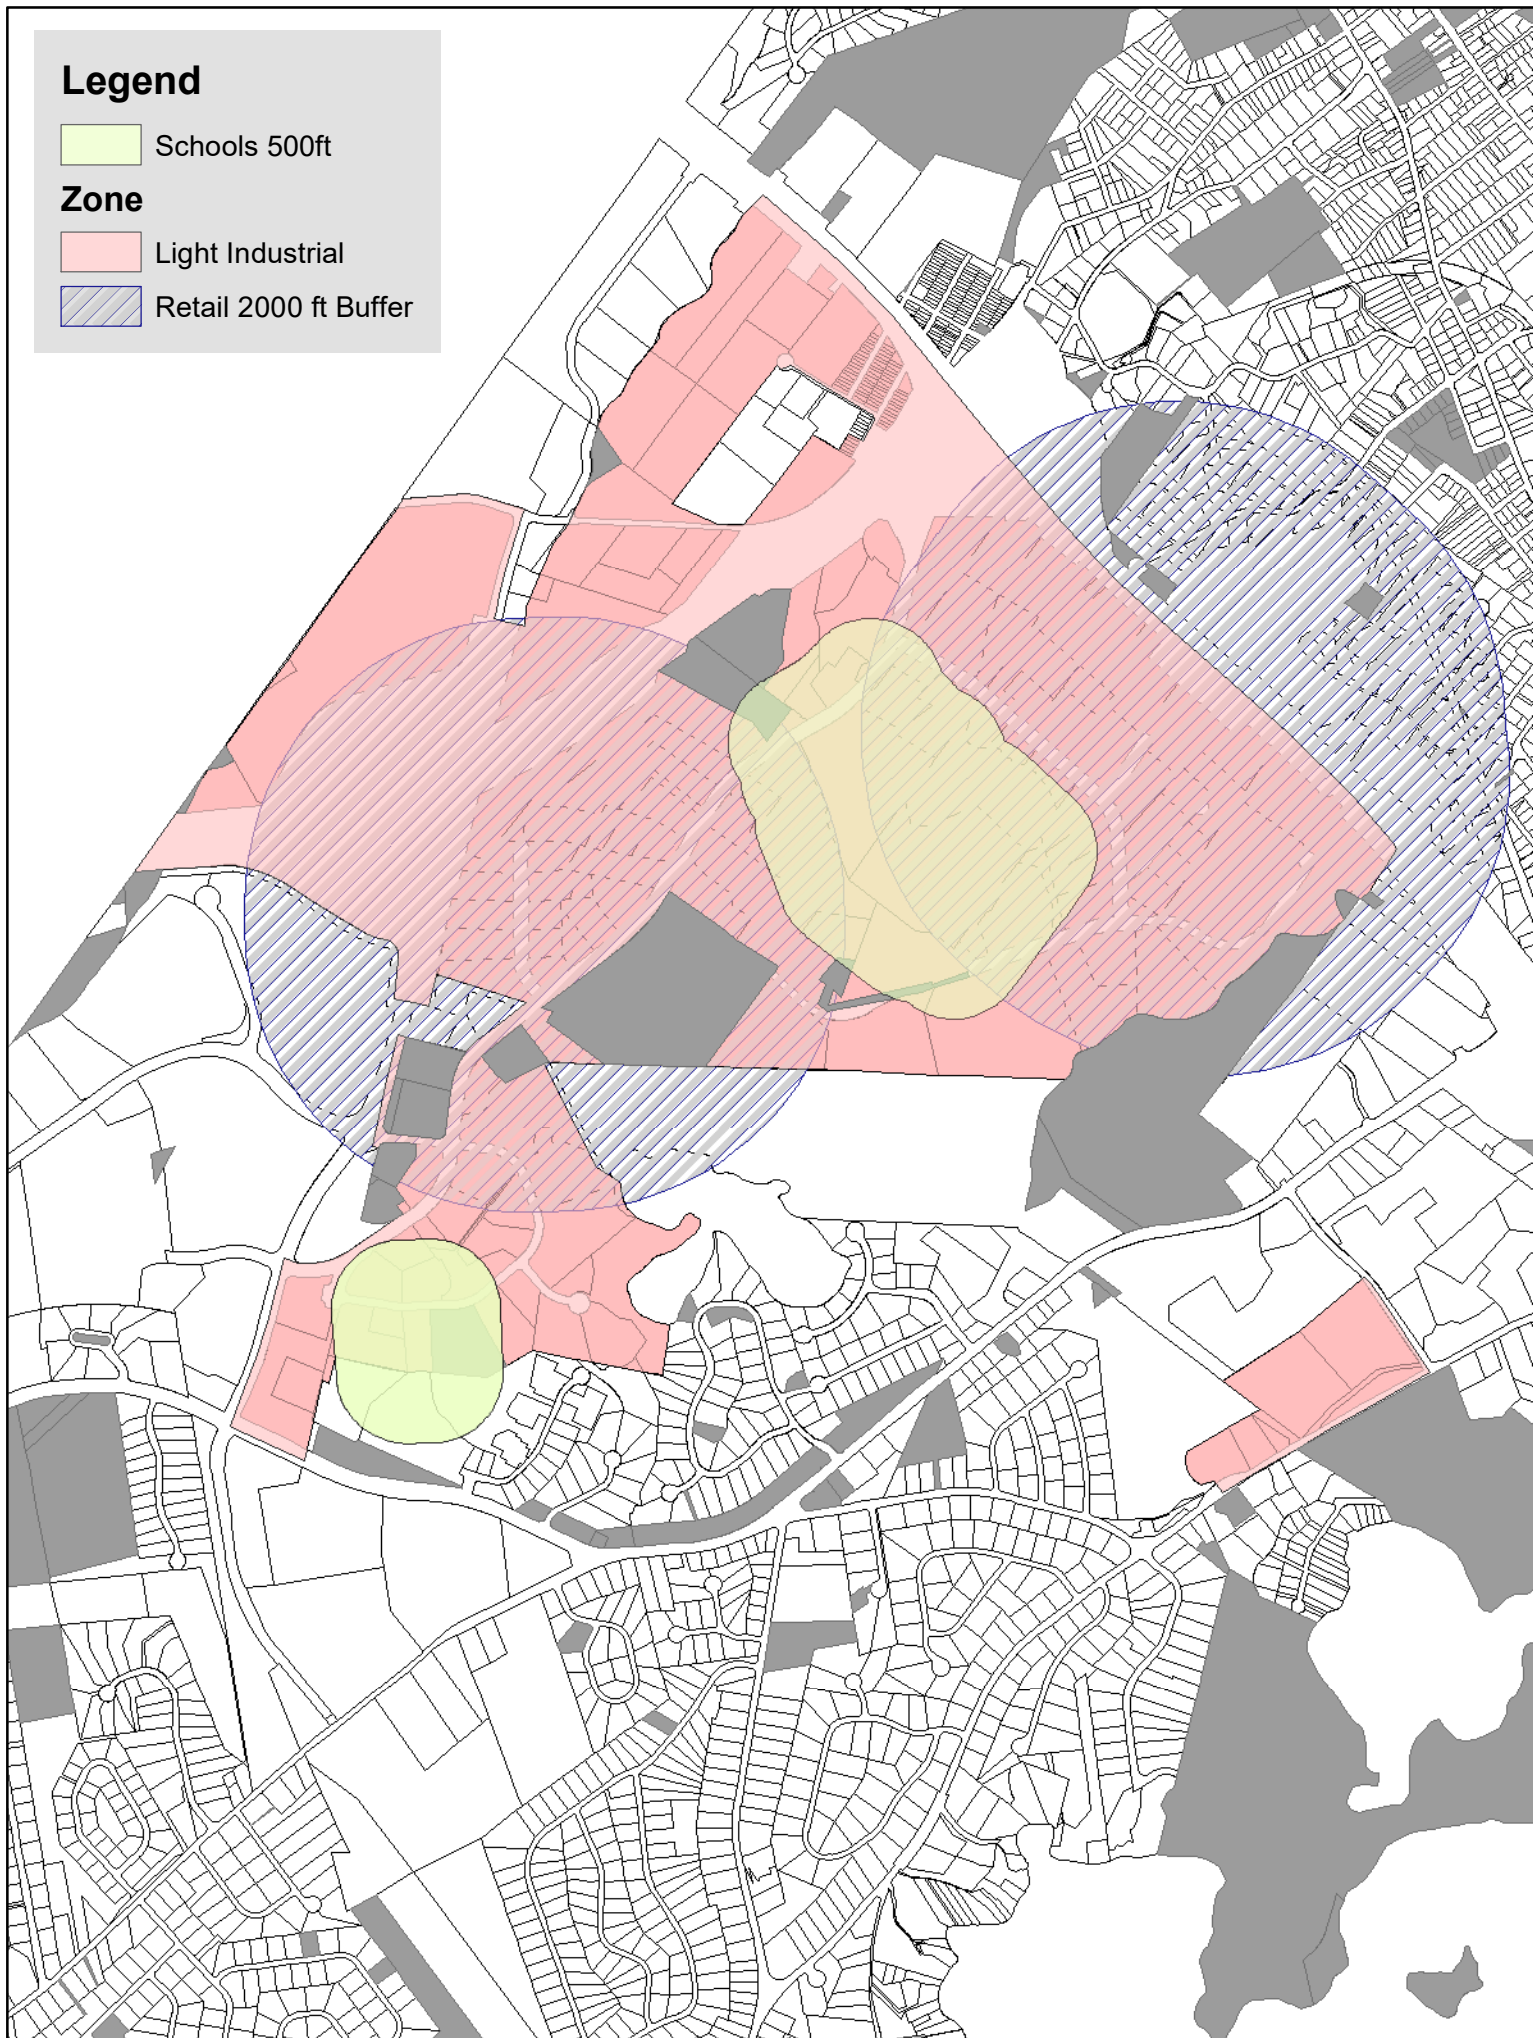 Legend
Schools 500ft
Zone
Light Industrial
Retail 2000 ft Buffer